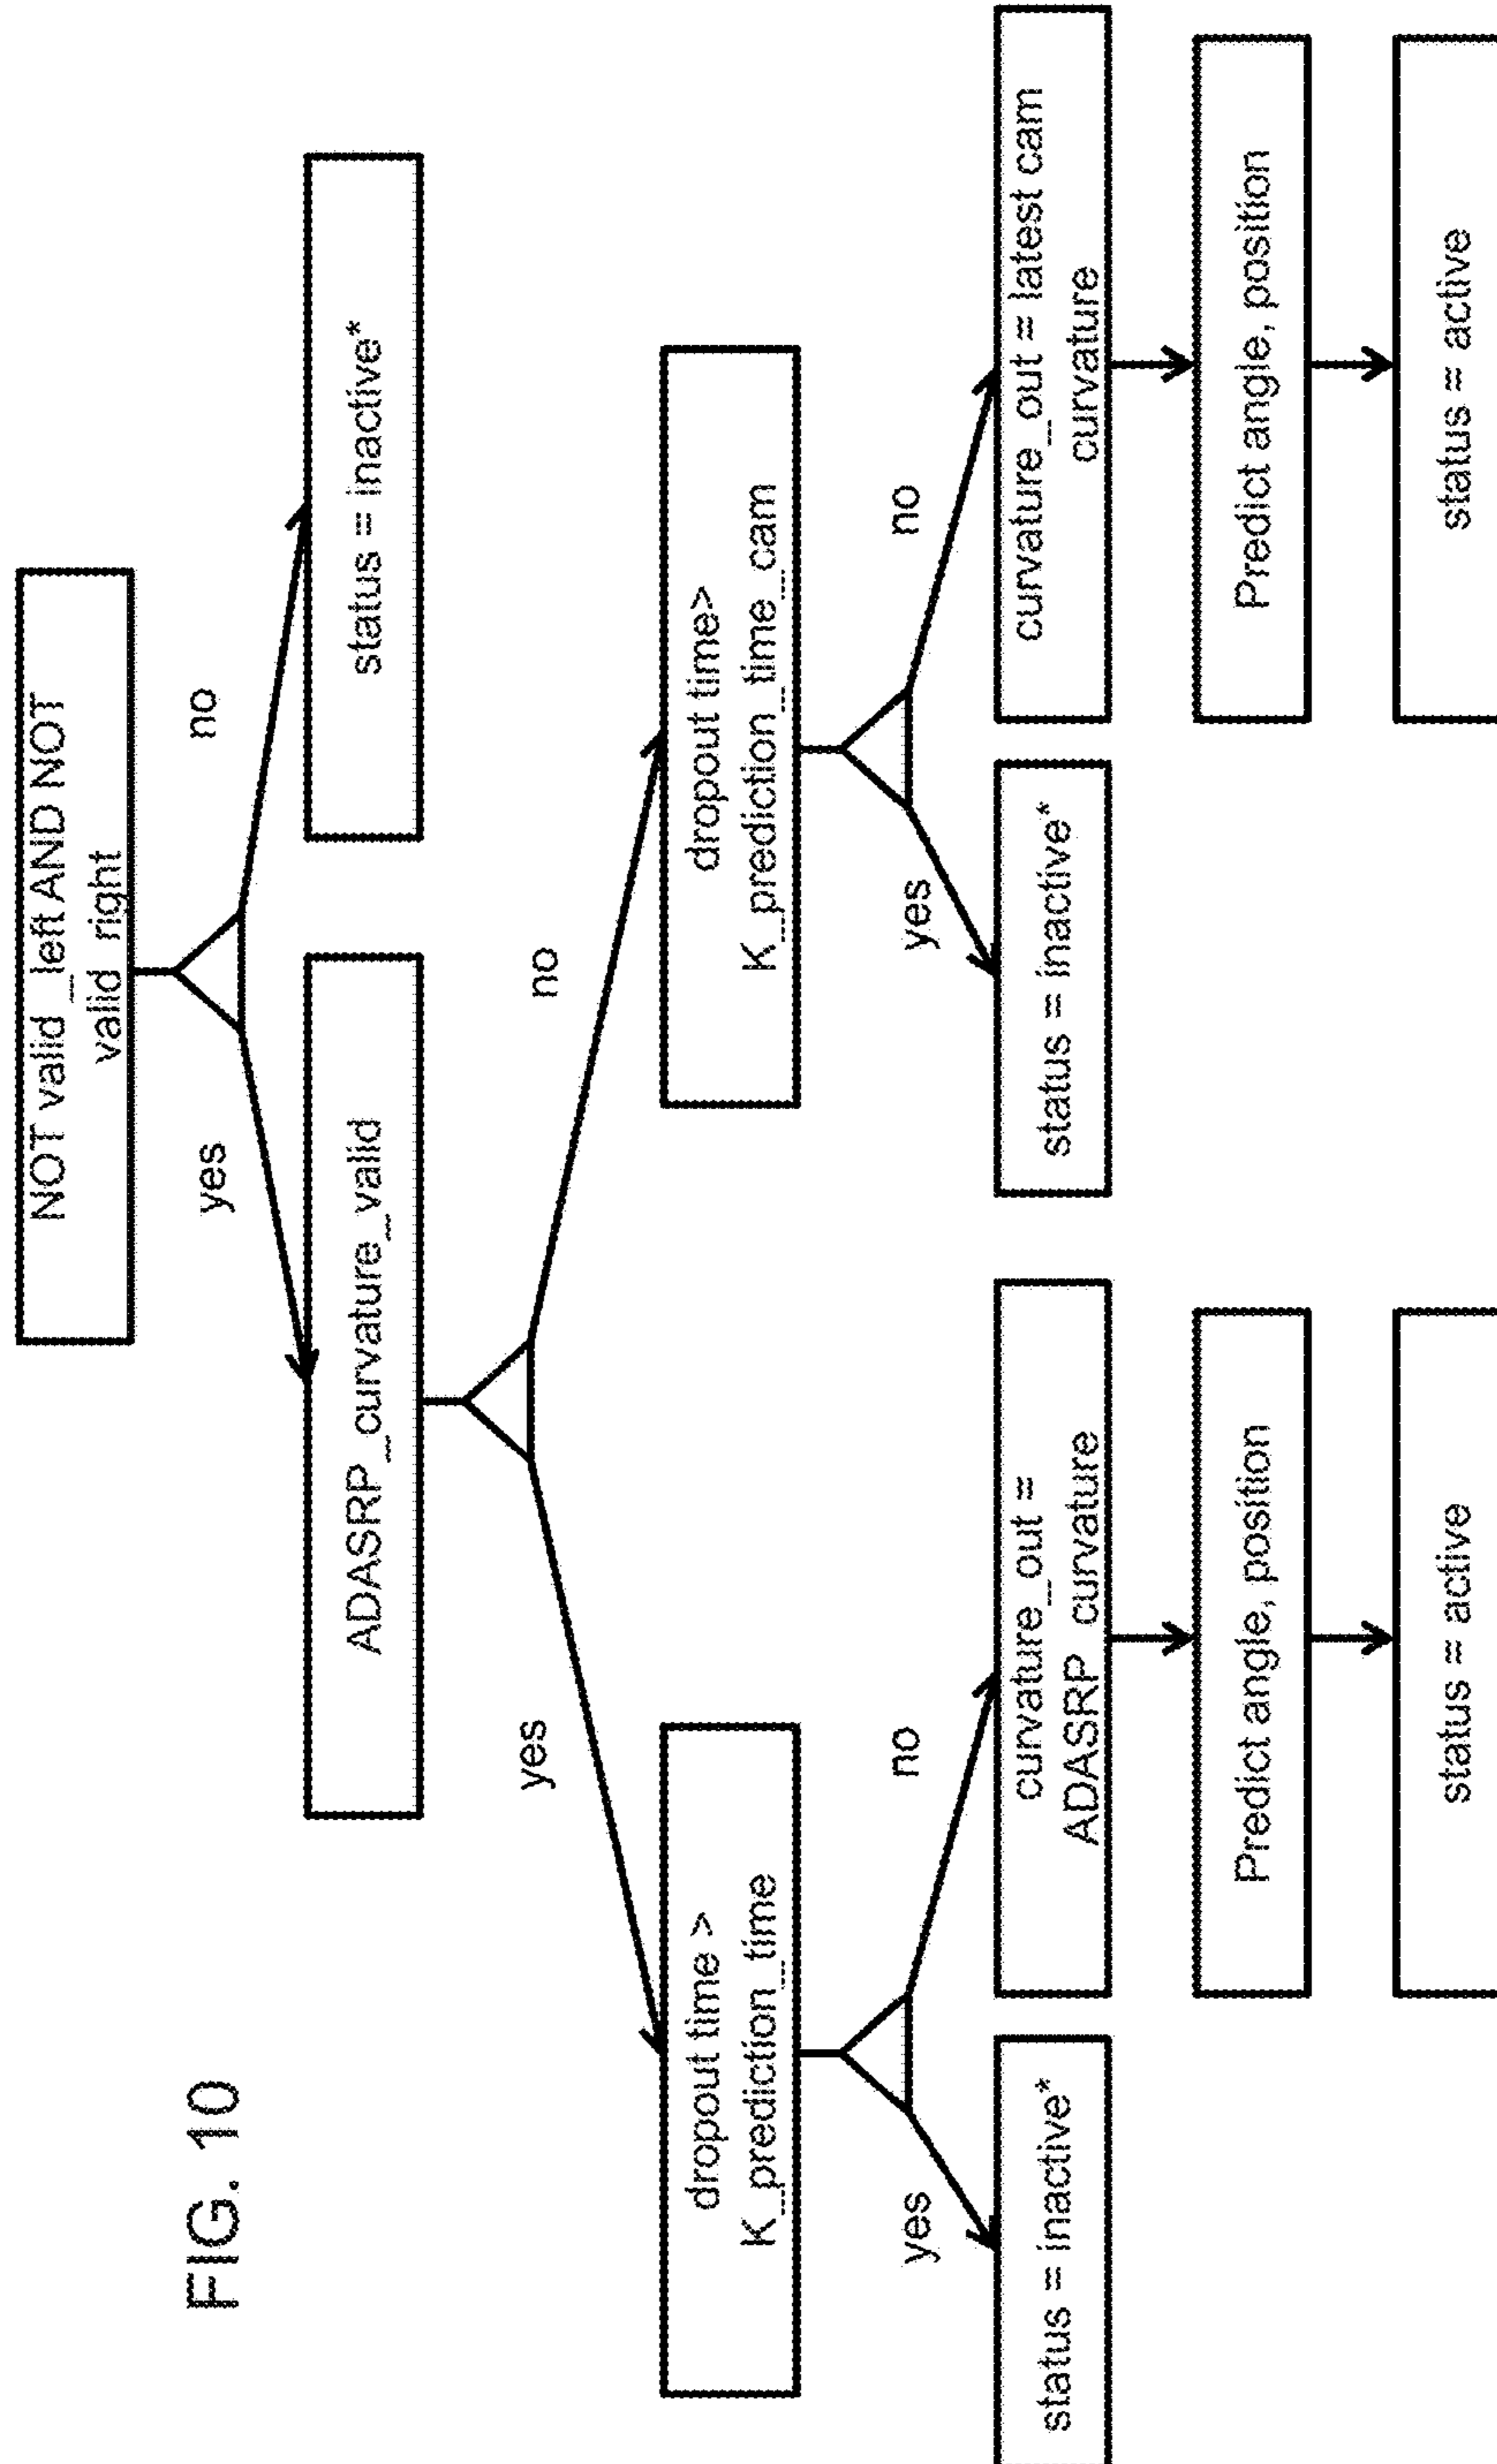 FIG. 10
NOT valid_left AND NOT
valid_right
yes
no
ADASRP_curvature_valid
status = inactive*
yes
no
dropout time >
K_prediction_time
dropout time>
K_prediction_time_cam
yes
no
yes
no
status = inactive*
curvature_out =
ADASRP_curvature
status = inactive*
curvature_out = latest cam
curvature
Predict angle, position
Predict angle, position
status = active
status = active